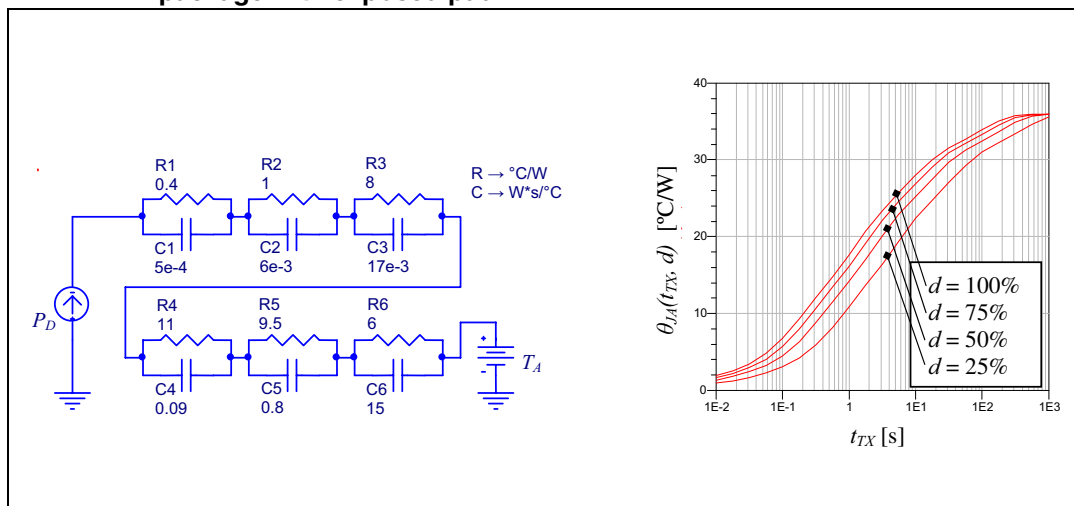 R1
0.4
C1
5e-4
R2
1
C2
6e-3
R3
8
C3
17e-3
R → °C/W
C → W*s/°C
P_D
R4
11
C4
0.09
R5
9.5
C5
0.8
R6
6
C6
15
+
T_A
θ_JA(t_TX, d) [ºC/W]
40
30
20
10
0
1E-2 1E-1 1 1E1 1E2 1E3
t_TX [s]
d = 100%
d = 75%
d = 50%
d = 25%